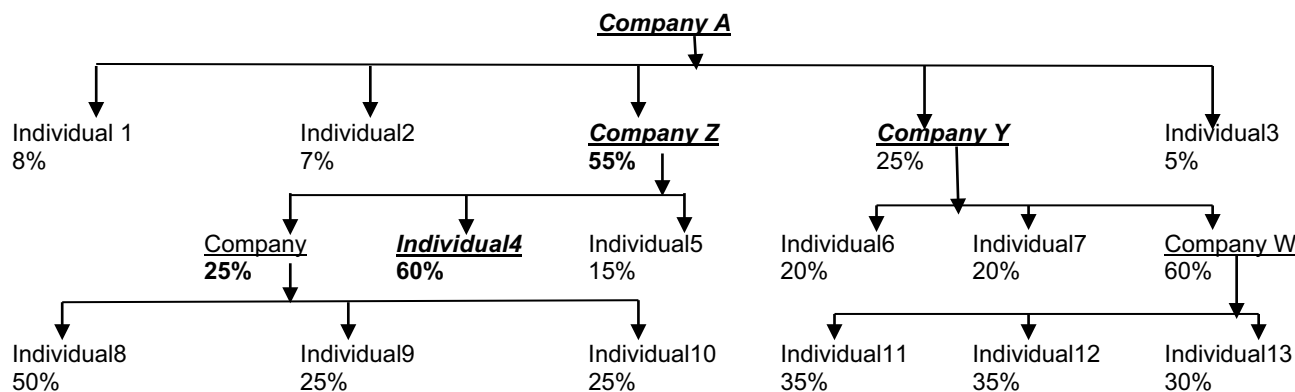 Company A
Individual 1 Individual2 Company Z Company Y Individual3
8% 7% 55% 25% 5%
Company Individual4 Individual5 Individual6 Individual7 Company W
25% 60% 15% 20% 20% 60%
Individual8 Individual9 Individual10 Individual11 Individual12 Individual13
50% 25% 25% 35% 35% 30%